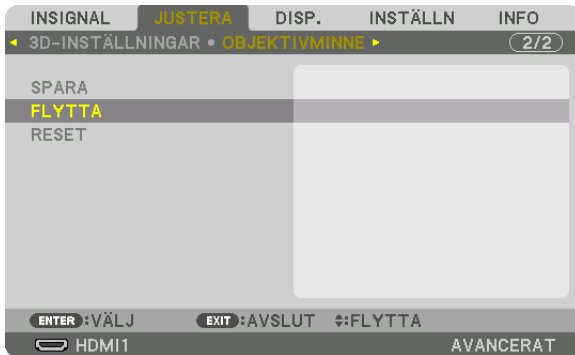 INSIGNAL JUSTERA DISP. INSTÄLLN INFO
3D-INSTÄLLNINGAR • OBJEKTIVMINNE 2/2
SPARA
FLYTTA
RESET
ENTER:VÄLJ EXIT:AVSLUT :FLYTTA
HDMI1 AVANCERAT